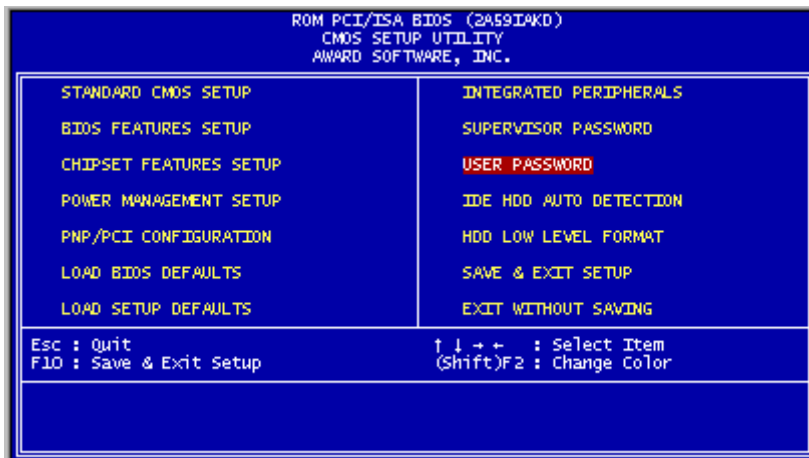 ROM PCI/ISA BIOS (2A59IAKD)
CMOS SETUP UTILITY
AWARD SOFTWARE, INC.
STANDARD CMOS SETUP
BIOS FEATURES SETUP
CHIPSET FEATURES SETUP
POWER MANAGEMENT SETUP
PNP/PCI CONFIGURATION
LOAD BIOS DEFAULTS
LOAD SETUP DEFAULTS
INTEGRATED PERIPHERALS
SUPERVISOR PASSWORD
USER PASSWORD
IDE HDD AUTO DETECTION
HDD LOW LEVEL FORMAT
SAVE & EXIT SETUP
EXIT WITHOUT SAVING
Esc : Quit
F10 : Save & Exit Setup
↑ ↓ → ← : Select Item
(Shift)F2 : Change Color